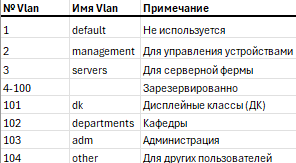 № Vlan Имя Vlan Примечание
1 default Не используется
2 management Для управления устройствами
3 servers Для серверной фермы
4-100 Зарезервировано
101 dk Дисплейные классы (ДК)
102 departments Кафедры
103 adm Администрация
104 other Для других пользователей